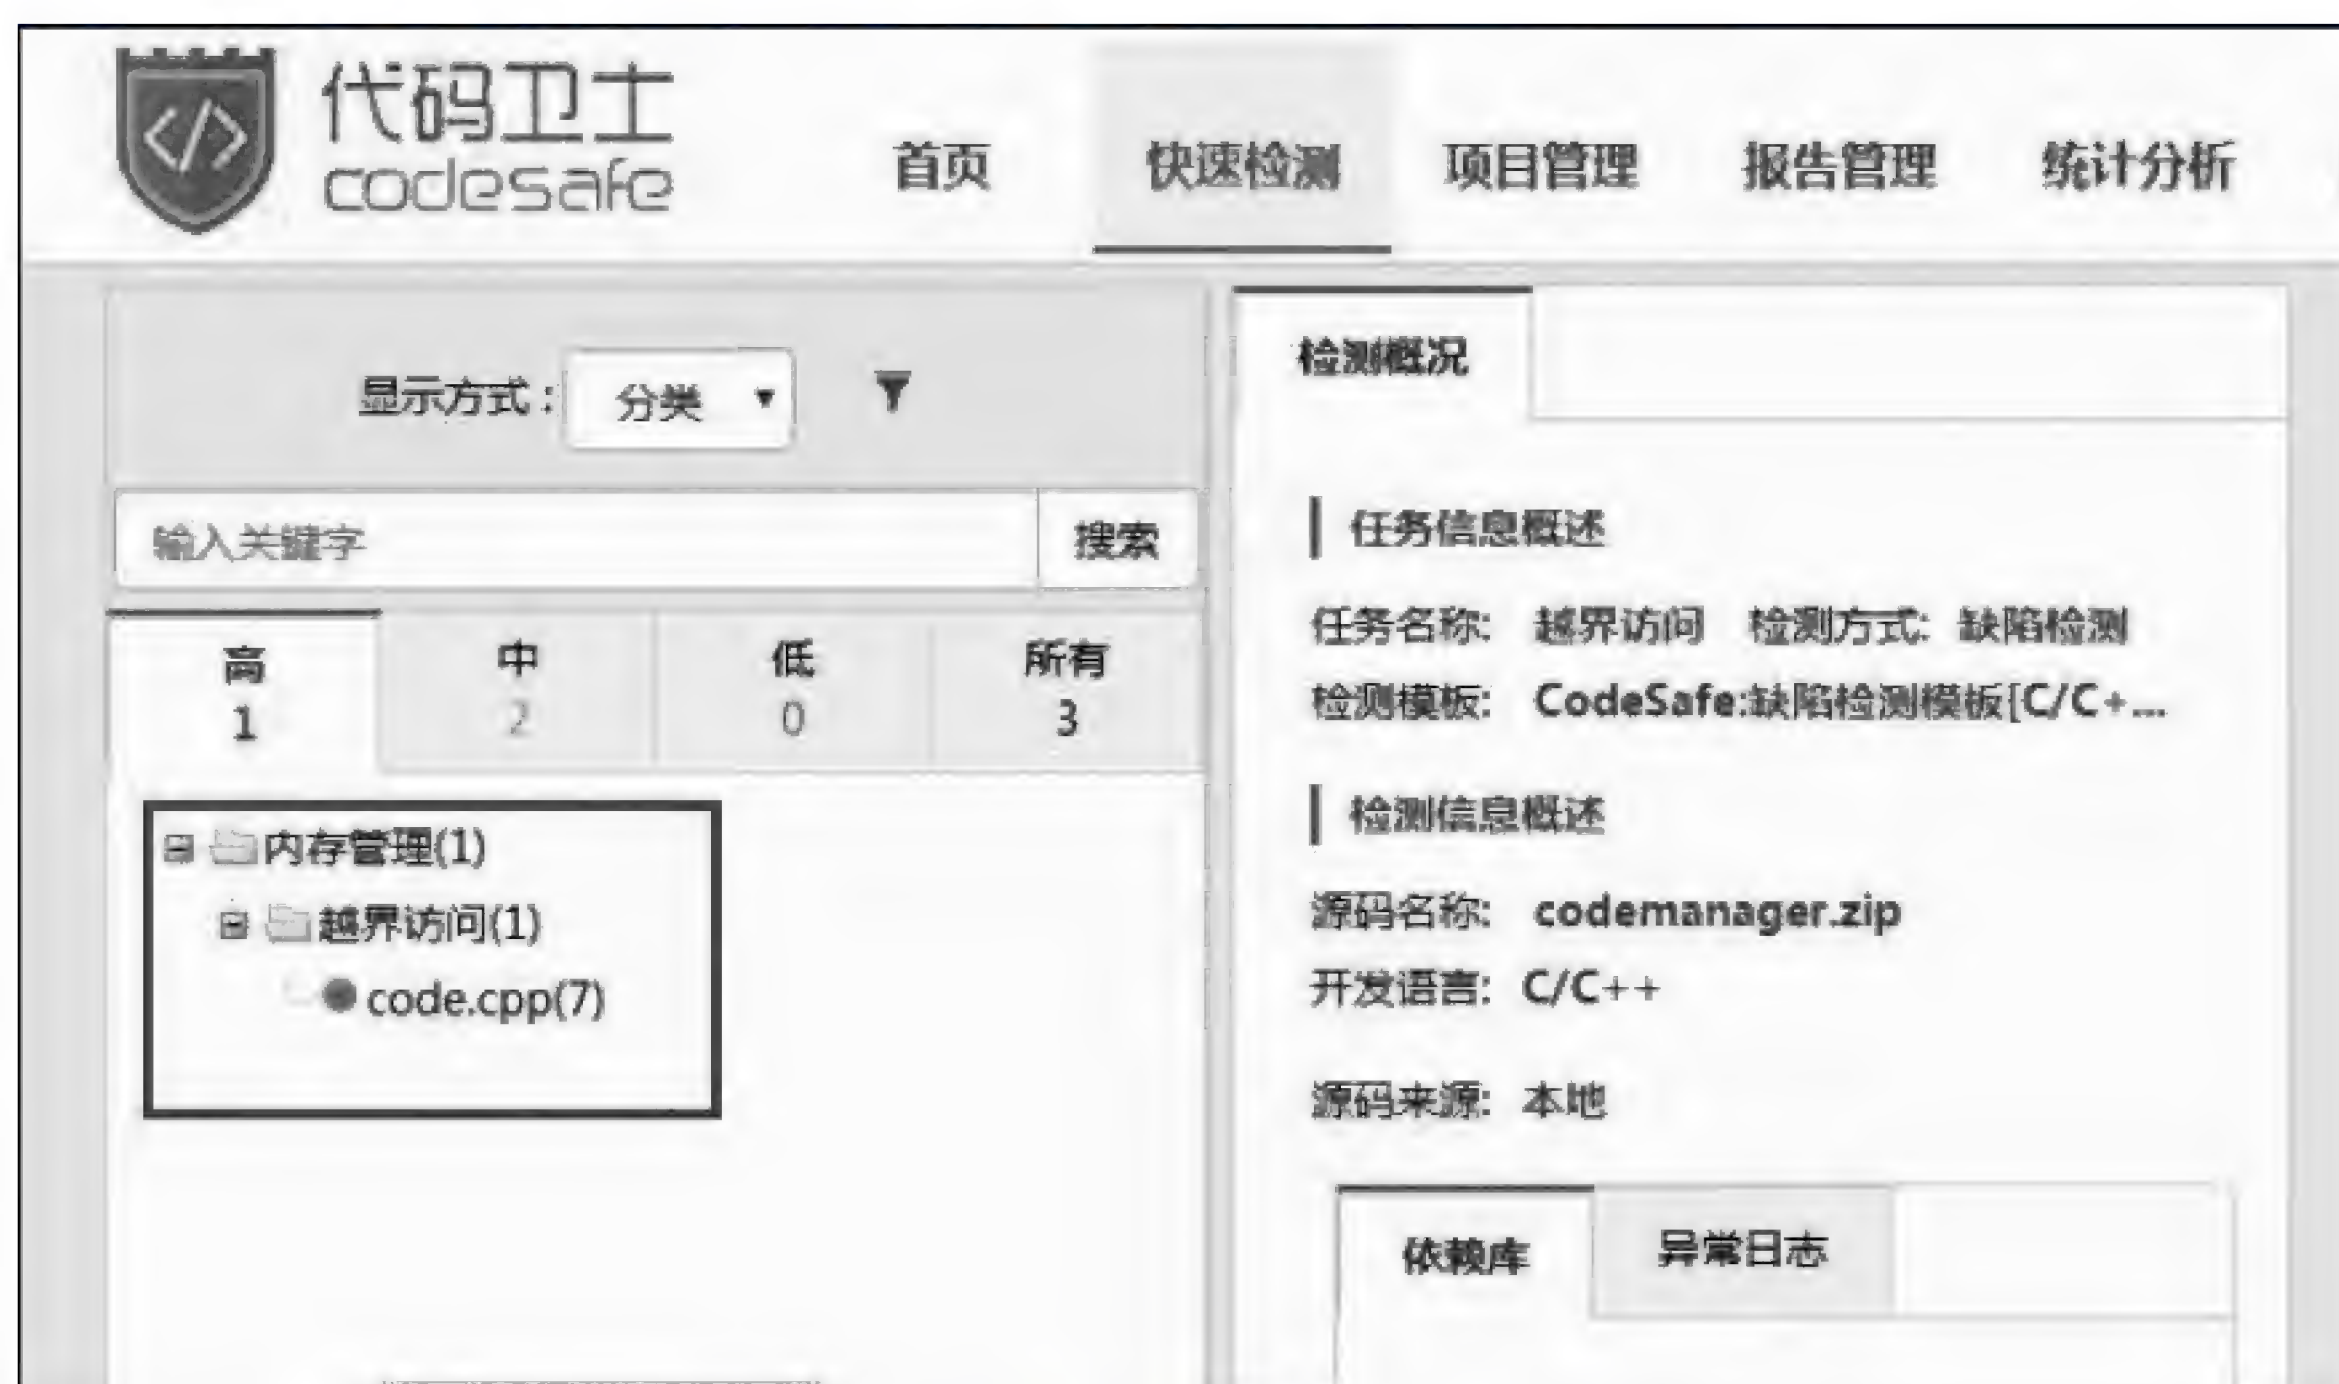 代码卫士
codesafe
首页 快速检测 项目管理 报告管理 统计分析
显示方式： 分类
输入关键字 搜索
高 中 低 所有
1 2 0 3
内存管理(1)
越界访问(1)
code.cpp(7)
检测概况
任务信息概述
任务名称: 越界访问 检测方式: 缺陷检测
检测模板: CodeSafe:缺陷检测模板[C/C+...
检测信息概述
源码名称: codemanager.zip
开发语言: C/C++
源码来源: 本地
依赖库 异常日志